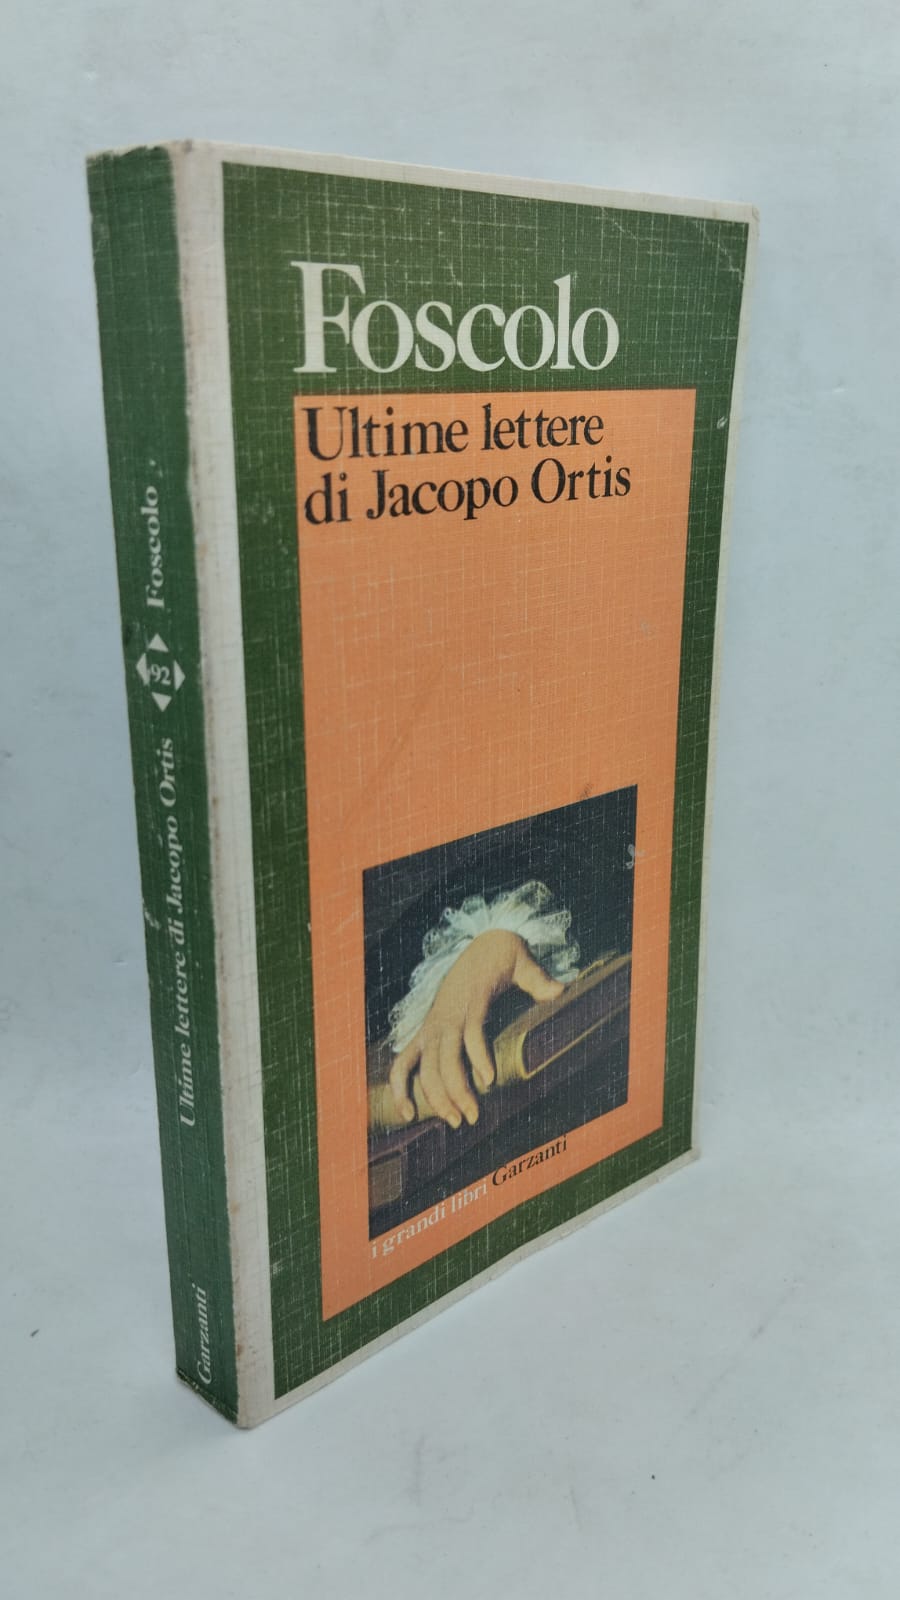 Foscolo
Ultime lettere
di Jacopo Ortis
i grandi libri Garzanti
Foscolo
92
Ultime lettere di Jacopo Ortis
Garzanti